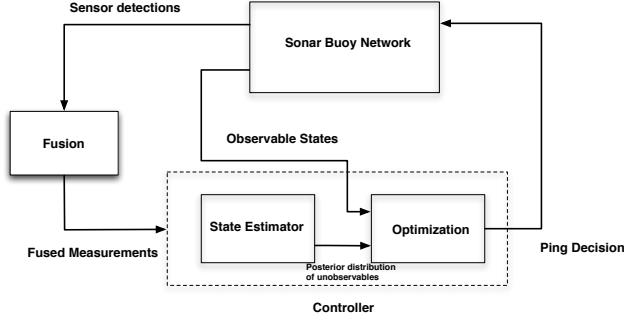 Sensor detections
Sonar Buoy Network
Fusion
Observable States
State Estimator
Optimization
Fused Measurements
Posterior distribution
of unobservables
Ping Decision
Controller